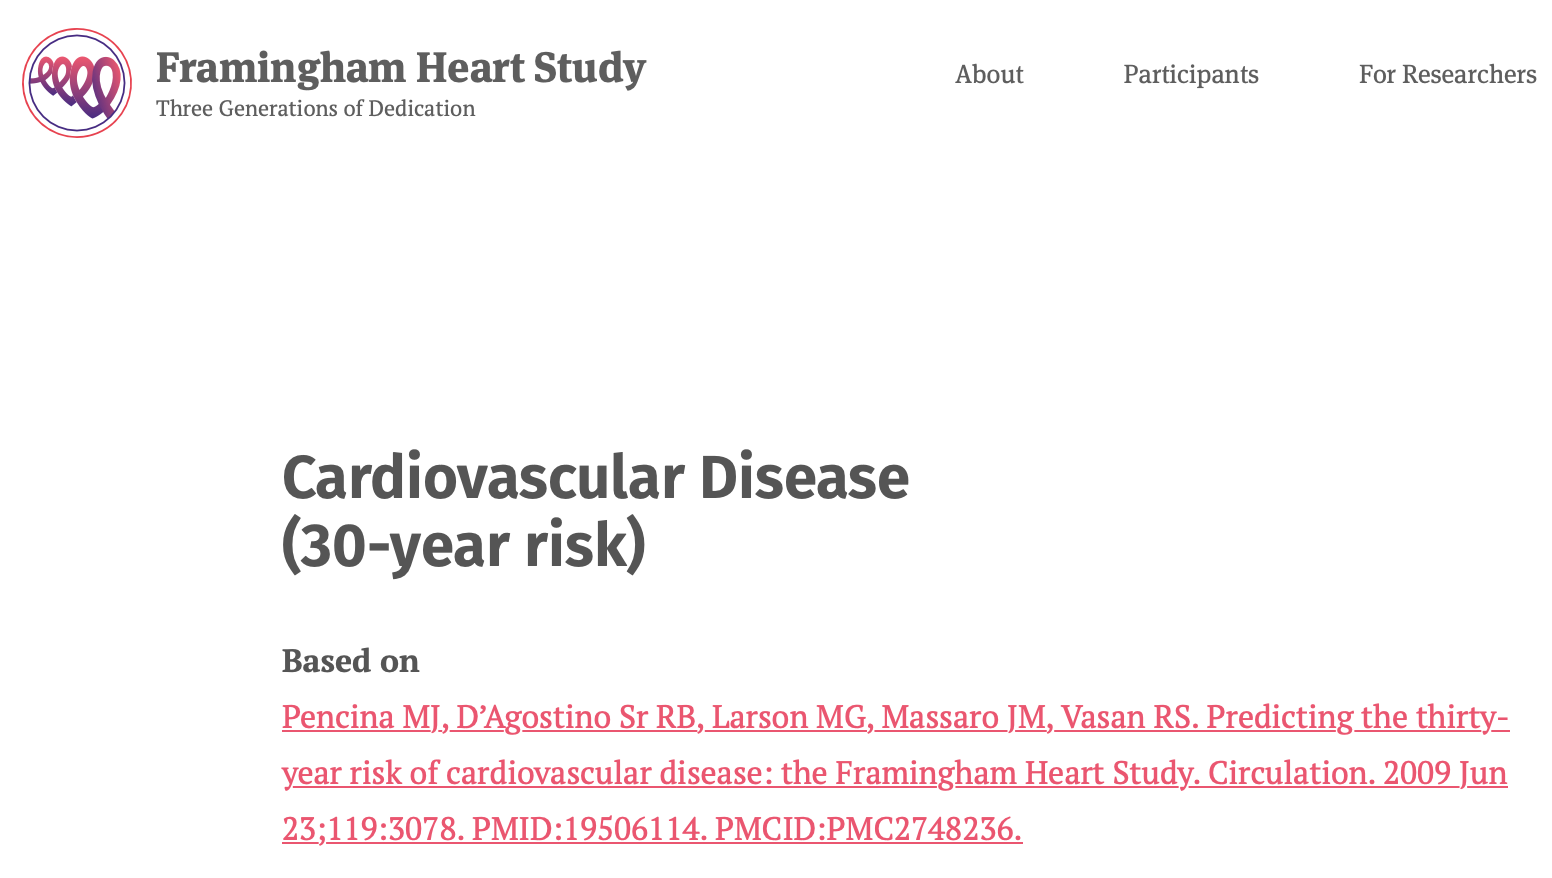 Framingham Heart Study
Three Generations of Dedication
About
Participants
For Researchers
Cardiovascular Disease
(30-year risk)
Based on
Pencina MJ, D’Agostino Sr RB, Larson MG, Massaro JM, Vasan RS. Predicting the thirty-
year risk of cardiovascular disease: the Framingham Heart Study. Circulation. 2009 Jun
23;119:3078. PMID:19506114. PMCID:PMC2748236.